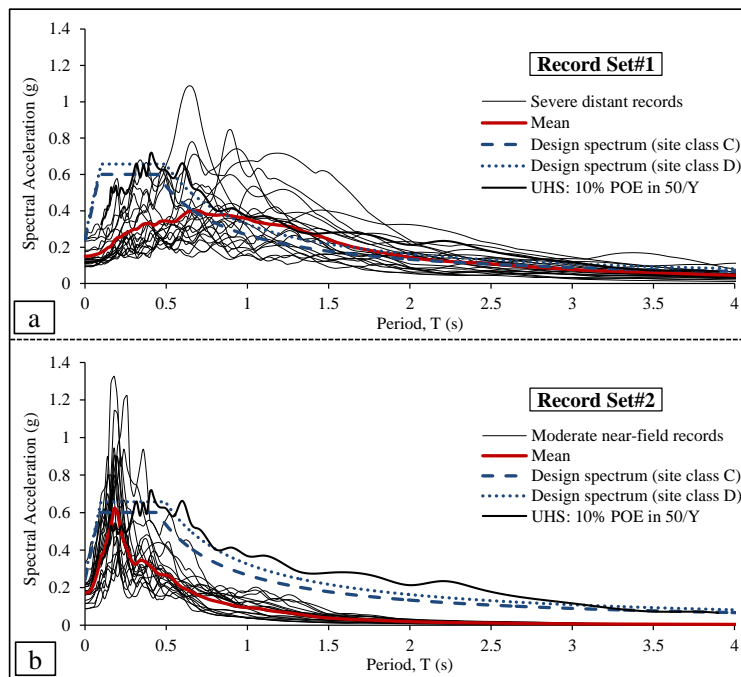 1.4
1.2
1
0.8
0.6
0.4
0.2
0
Spectral Acceleration (g)
Record Set#1
Severe distant records
Mean
Design spectrum (site class C)
Design spectrum (site class D)
UHS: 10% POE in 50/Y
0 0.5 1 1.5 2 2.5 3 3.5 4
Period, T (s)
a
1.4
1.2
1
0.8
0.6
0.4
0.2
0
Spectral Acceleration (g)
Record Set#2
Moderate near-field records
Mean
Design spectrum (site class C)
Design spectrum (site class D)
UHS: 10% POE in 50/Y
0 0.5 1 1.5 2 2.5 3 3.5 4
Period, T (s)
b